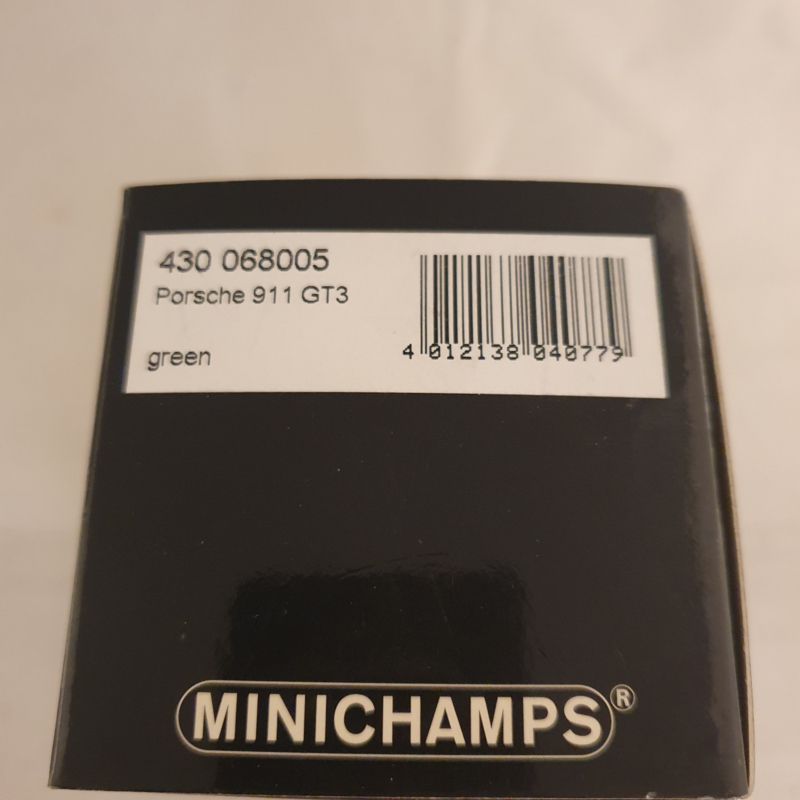 430 068005
Porsche 911 GT3
green
4 012138 040779
MINICHAMPS®